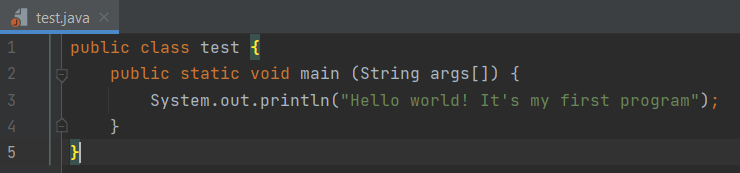 test.java
1 public class test {
2 public static void main (String args[]) {
3 System.out.println("Hello world! It's my first program");
4 }
5 }